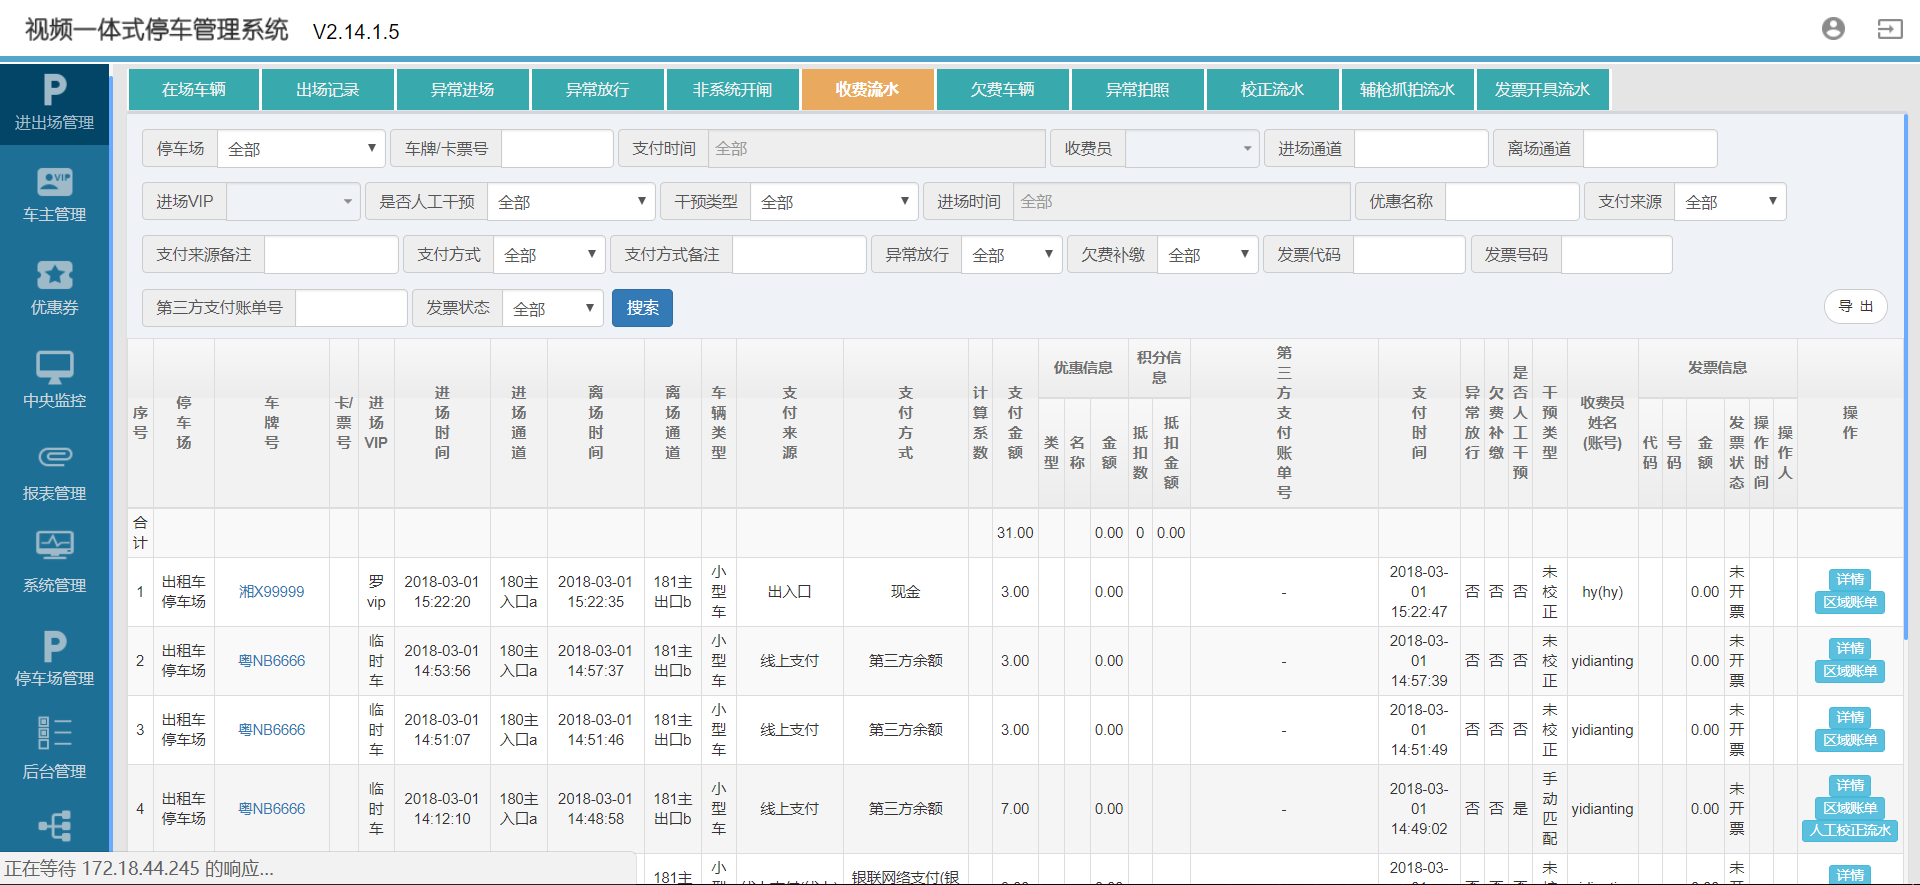 视频一体式停车管理系统 V2.14.1.5
进出场管理
车主管理
优惠券
中央监控
报表管理
系统管理
停车场管理
后台管理
在场车辆 出场记录 异常进场 异常放行 非系统开闸 收费流水 欠费车辆 异常拍照 校正流水 辅枪抓拍流水 发票开具流水
停车场 全部 车牌/卡票号 支付时间 全部 收费员 进场通道 离场通道
进场VIP 是否人工干预 全部 干预类型 全部 进场时间 全部 优惠名称 支付来源 全部
支付来源备注 支付方式 全部 支付方式备注 异常放行 全部 欠费补缴 全部 发票代码 发票号码
第三方支付账单号 发票状态 全部 搜索 导 出
序号 停车场 车牌号 卡/票号 进场VIP 进场时间 进场通道 离场时间 离场通道 车辆类型 支付来源 支付方式 计算系数 支付金额 优惠信息 积分信息 第三方支付账单号 支付时间 异常放行 欠费补缴 是否人工干预 干预类型 收费员姓名(账号) 发票信息 操作
类型 名称 金额 抵扣数 抵扣金额 代码 号码 金额 发票状态 操作时间 操作人
合计 31.00 0.00 0 0.00
1 出租车停车场 湘X99999 罗vip 2018-03-01 15:22:20 180主入口a 2018-03-01 15:22:35 181主出口b 小型车 出入口 现金 3.00 0.00 - 2018-03-01 15:22:47 否 否 否 未校正 hy(hy) 0.00 未开票 详情 区域账单
2 出租车停车场 粤NB6666 临时车 2018-03-01 14:53:56 180主入口a 2018-03-01 14:57:37 181主出口b 小型车 线上支付 第三方余额 3.00 0.00 - 2018-03-01 14:57:39 否 否 否 未校正 yidianting 0.00 未开票 详情 区域账单
3 出租车停车场 粤NB6666 临时车 2018-03-01 14:51:07 180主入口a 2018-03-01 14:51:46 181主出口b 小型车 线上支付 第三方余额 3.00 0.00 - 2018-03-01 14:51:49 否 否 否 未校正 yidianting 0.00 未开票 详情 区域账单
4 出租车停车场 粤NB6666 临时车 2018-03-01 14:12:10 180主入口a 2018-03-01 14:48:58 181主出口b 小型车 线上支付 第三方余额 7.00 0.00 - 2018-03-01 14:49:02 否 否 是 手动匹配 yidianting 0.00 未开票 详情 区域账单 人工校正流水
181主 小型 银联网络支付(银 2018-03- 未 未 详情
正在等待 172.18.44.245 的响应...